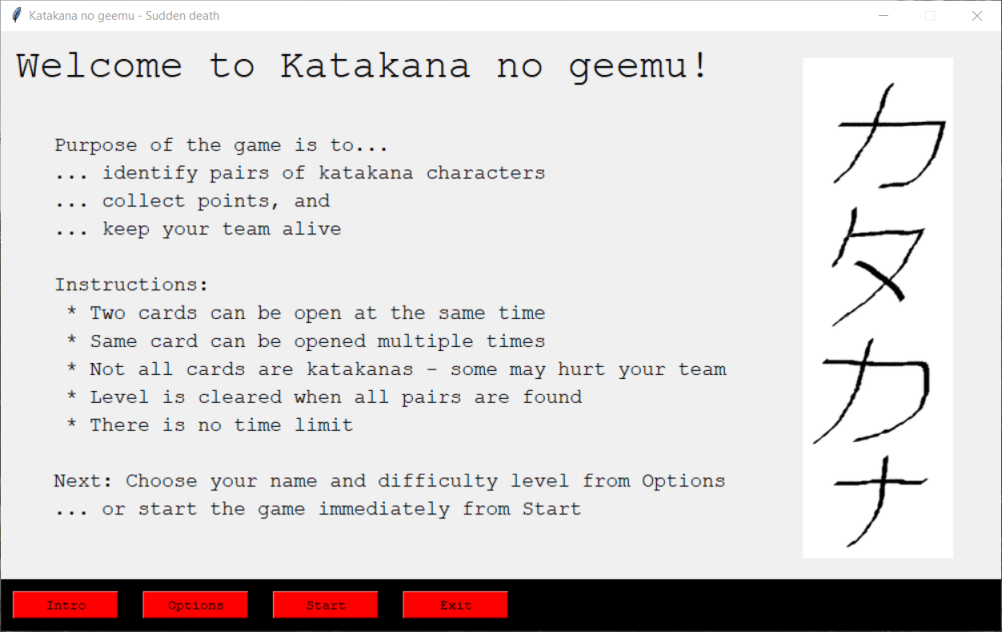 Katakana no geemu - Sudden death
Welcome to Katakana no geemu!
Purpose of the game is to...
... identify pairs of katakana characters
... collect points, and
... keep your team alive
Instructions:
* Two cards can be open at the same time
* Same card can be opened multiple times
* Not all cards are katakanas - some may hurt your team
* Level is cleared when all pairs are found
* There is no time limit
Next: Choose your name and difficulty level from Options
... or start the game immediately from Start
カタカナ
Intro Options Start Exit